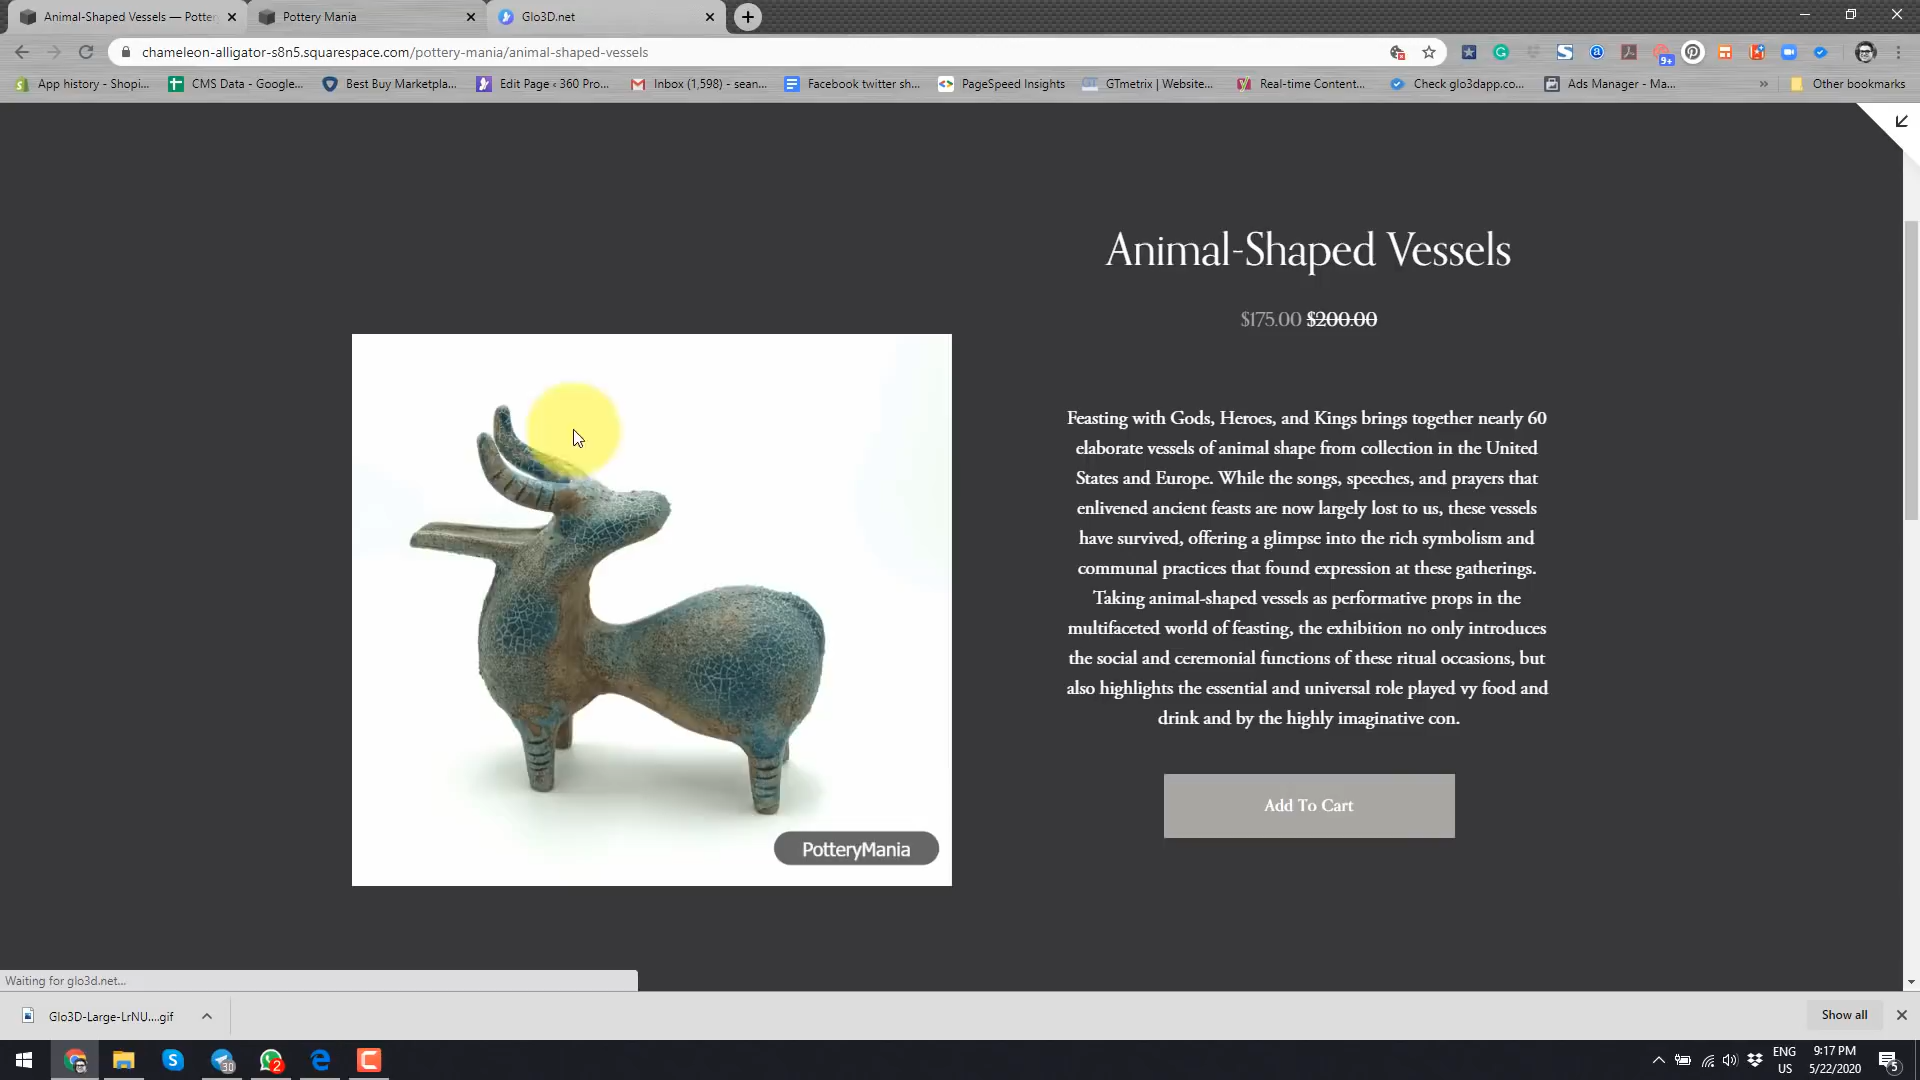 Animal-Shaped Vessels — Potter
Pottery Mania
Glo3D.net
chameleon-alligator-s8n5.squarespace.com/pottery-mania/animal-shaped-vessels
9+
App history - Shopi...
CMS Data - Google...
Best Buy Marketpla...
Edit Page ‹ 360 Pro...
Inbox (1,598) - sean...
Facebook twitter sh...
PageSpeed Insights
GTmetrix | Website...
Real-time Content...
Check glo3dapp.co...
Ads Manager - Ma...
Other bookmarks
Animal-Shaped Vessels
$175.00 $200.00
Feasting with Gods, Heroes, and Kings brings together nearly 60
elaborate vessels of animal shape from collection in the United
States and Europe. While the songs, speeches, and prayers that
enlivened ancient feasts are now largely lost to us, these vessels
have survived, offering a glimpse into the rich symbolism and
communal practices that found expression at these gatherings.
Taking animal-shaped vessels as performative props in the
multifaceted world of feasting, the exhibition no only introduces
the social and ceremonial functions of these ritual occasions, but
also highlights the essential and universal role played vy food and
drink and by the highly imaginative con.
Add To Cart
PotteryMania
Waiting for glo3d.net...
Glo3D-Large-LrNU....gif
Show all
30
2
ENG
US
9:17 PM
5/22/2020
5